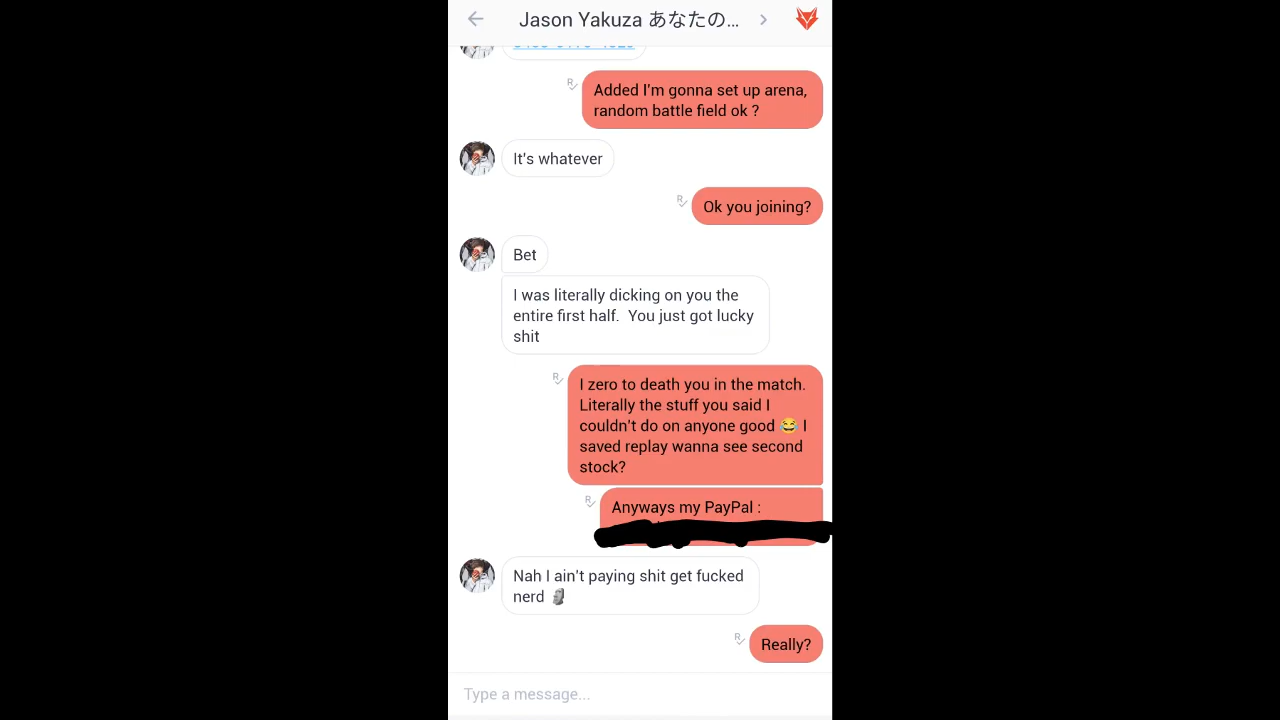 Jason Yakuza あなたの...
Added I'm gonna set up arena,
random battle field ok ?
It's whatever
Ok you joining?
Bet
I was literally dicking on you the
entire first half.  You just got lucky
shit
I zero to death you in the match.
Literally the stuff you said I
couldn't do on anyone good 😂 I
saved replay wanna see second
stock?
Anyways my PayPal :
Nah I ain't paying shit get fucked
nerd 🗿
Really?
Type a message...